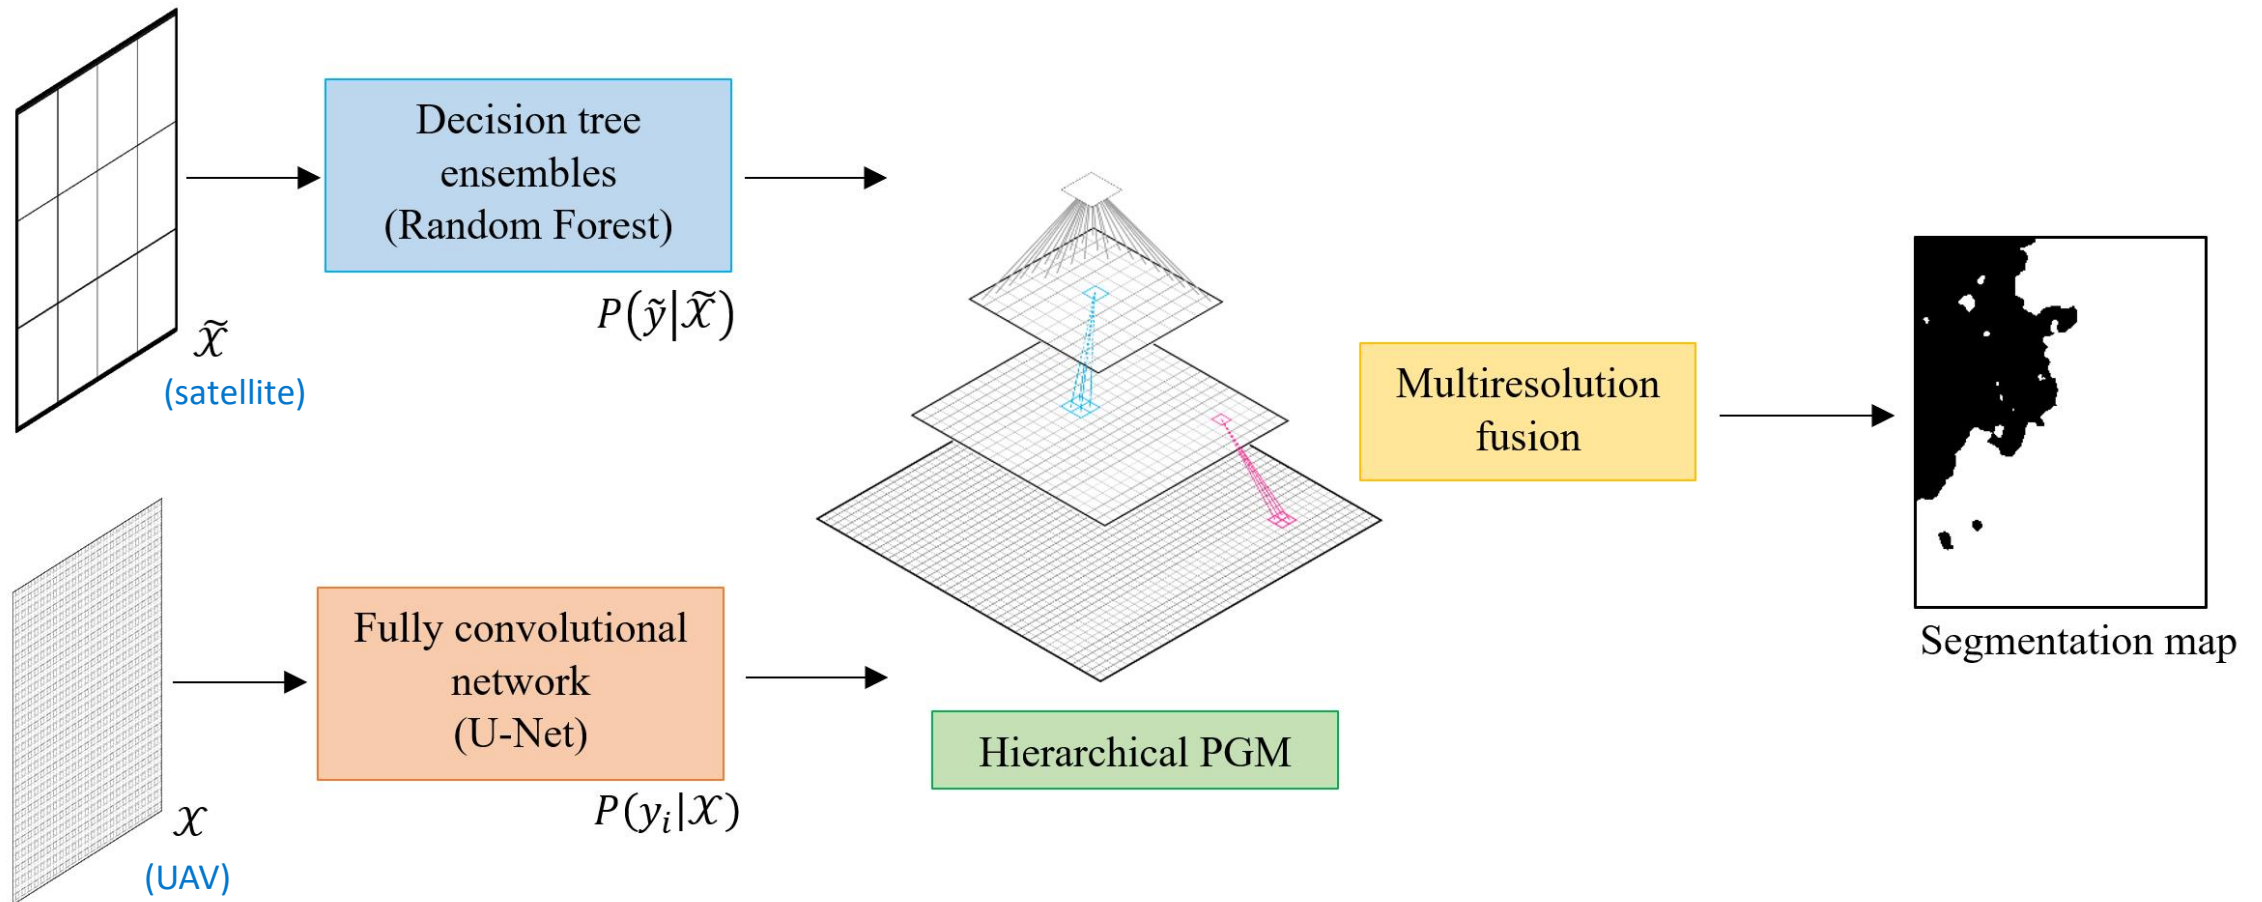 Decision tree
ensembles
(Random Forest)
P(ỹ|𝒳̃)
𝒳̃
(satellite)
Multiresolution
fusion
Segmentation map
Fully convolutional
network
(U-Net)
P(yᵢ|𝒳)
𝒳
(UAV)
Hierarchical PGM